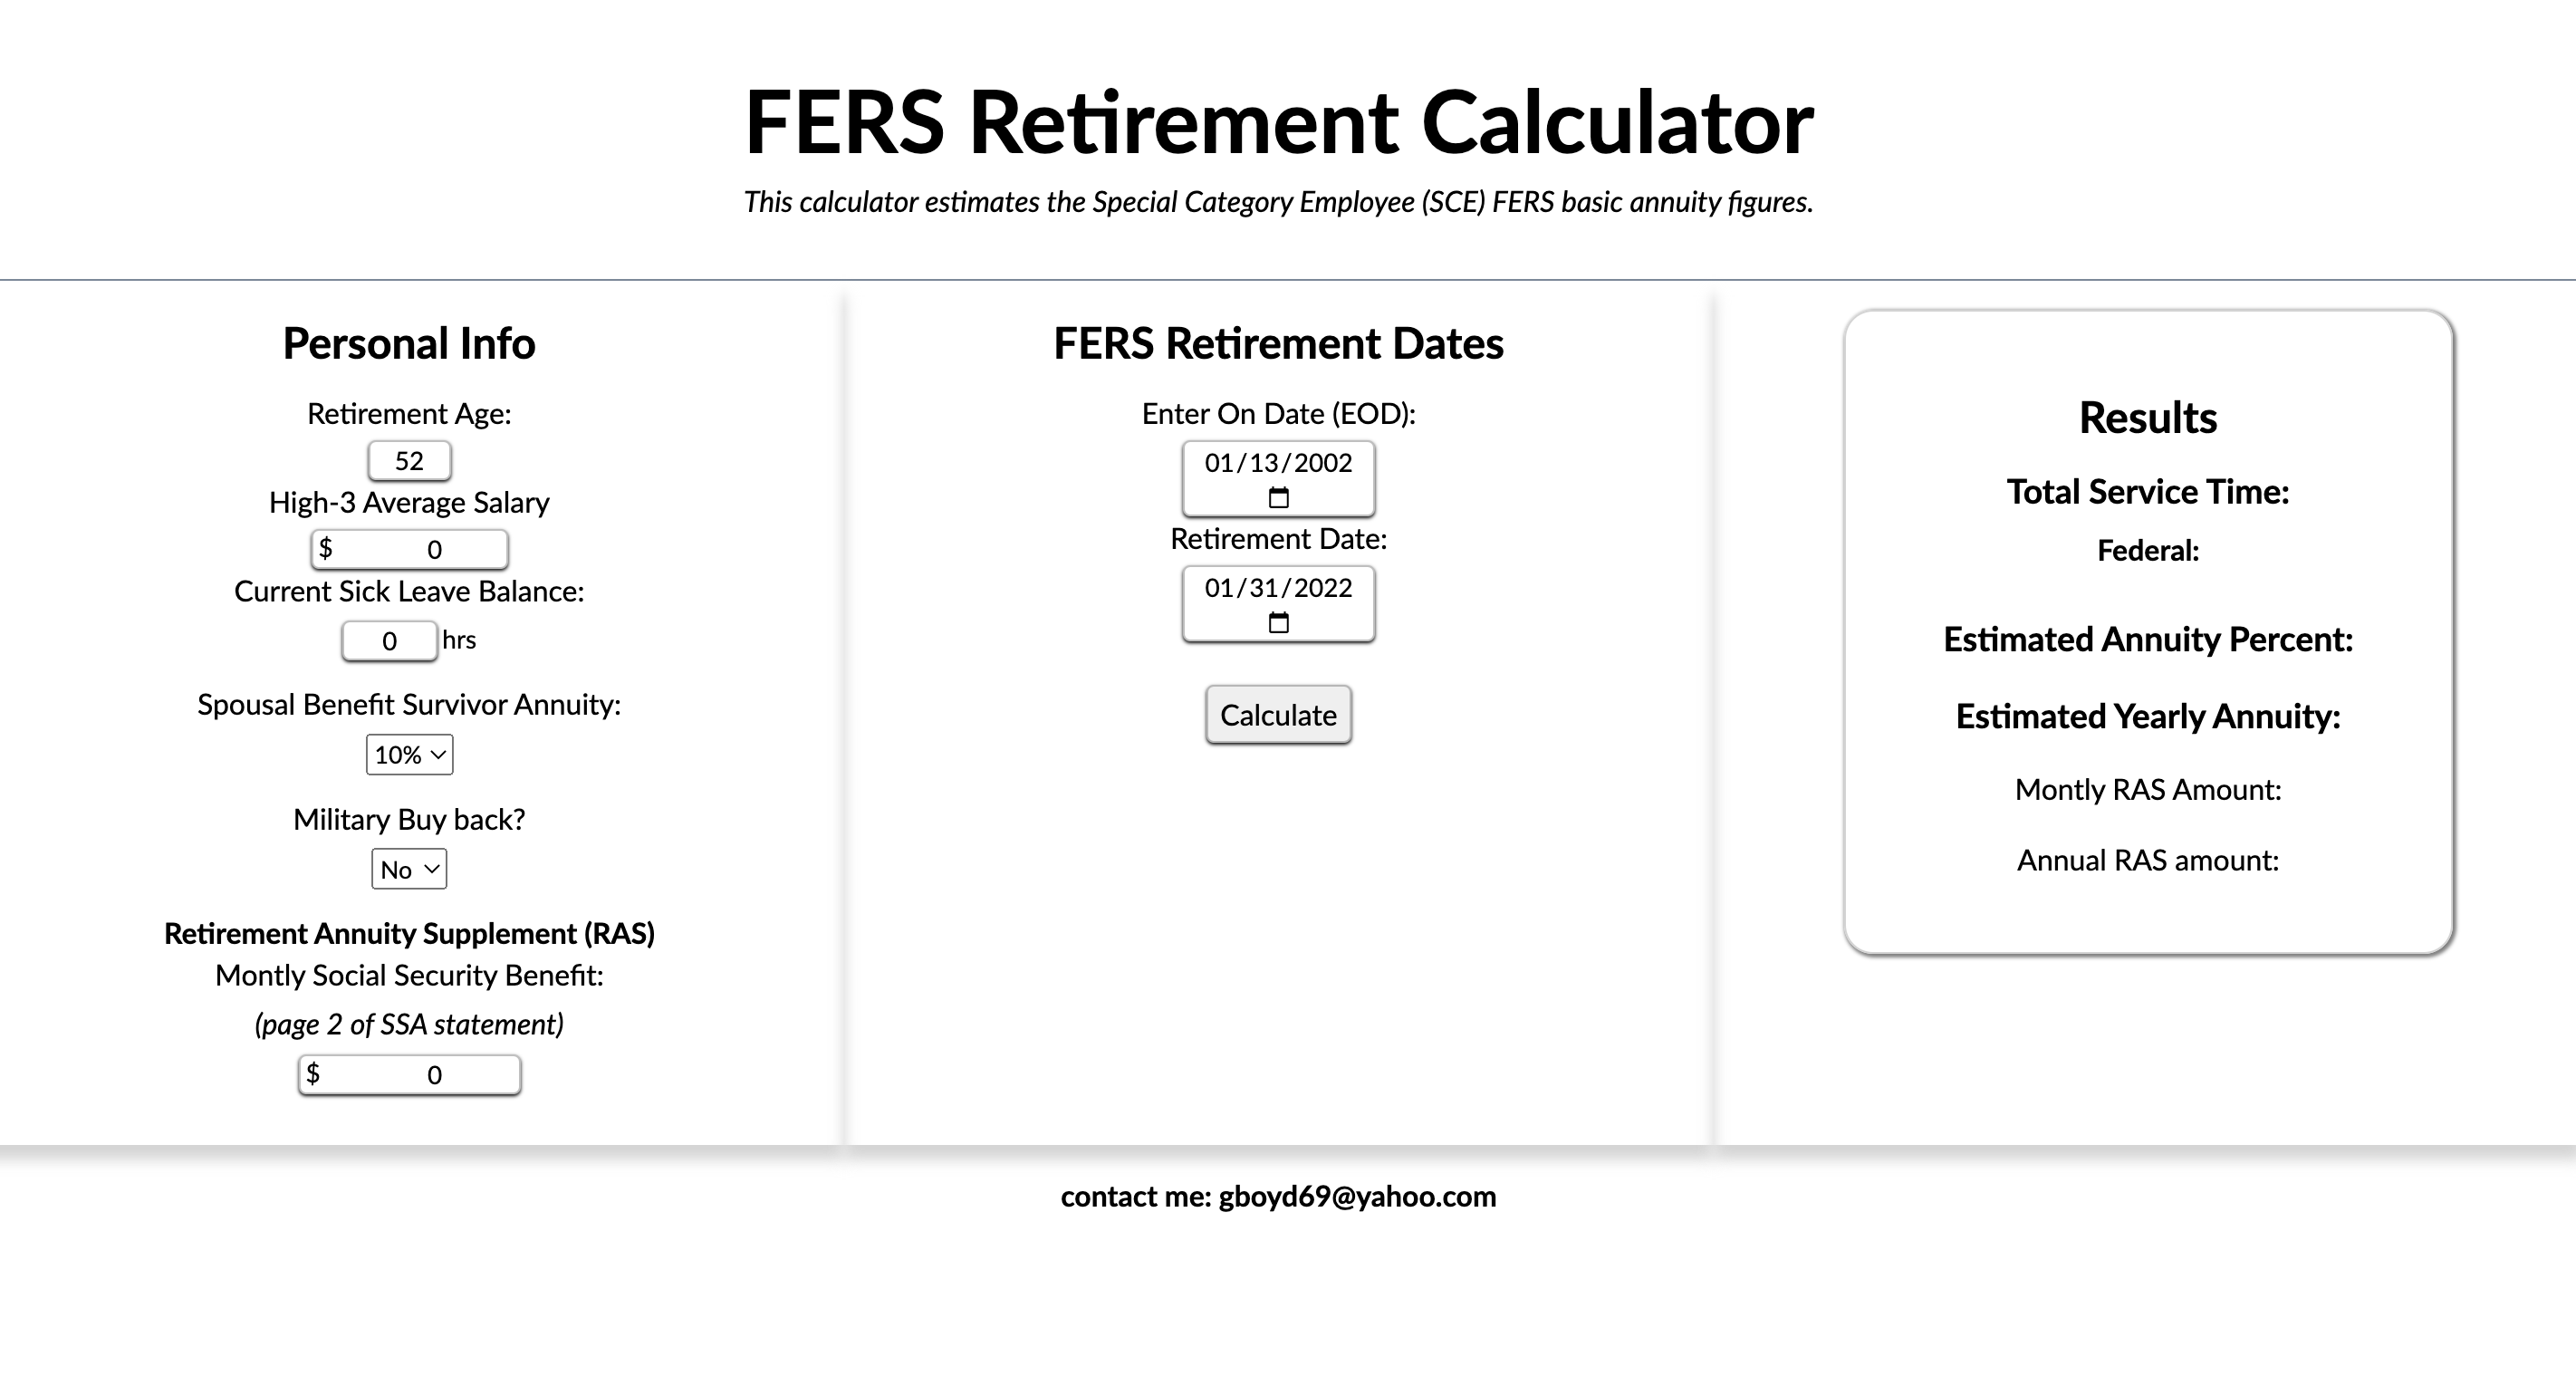 FERS Retirement Calculator
This calculator estimates the Special Category Employee (SCE) FERS basic annuity figures.
Personal Info
Retirement Age:
52
High-3 Average Salary
$ 0
Current Sick Leave Balance:
0 hrs
Spousal Benefit Survivor Annuity:
10%
Military Buy back?
No
Retirement Annuity Supplement (RAS)
Montly Social Security Benefit:
(page 2 of SSA statement)
$ 0
FERS Retirement Dates
Enter On Date (EOD):
01/13/2002
Retirement Date:
01/31/2022
Calculate
Results
Total Service Time:
Federal:
Estimated Annuity Percent:
Estimated Yearly Annuity:
Montly RAS Amount:
Annual RAS amount:
contact me: gboyd69@yahoo.com